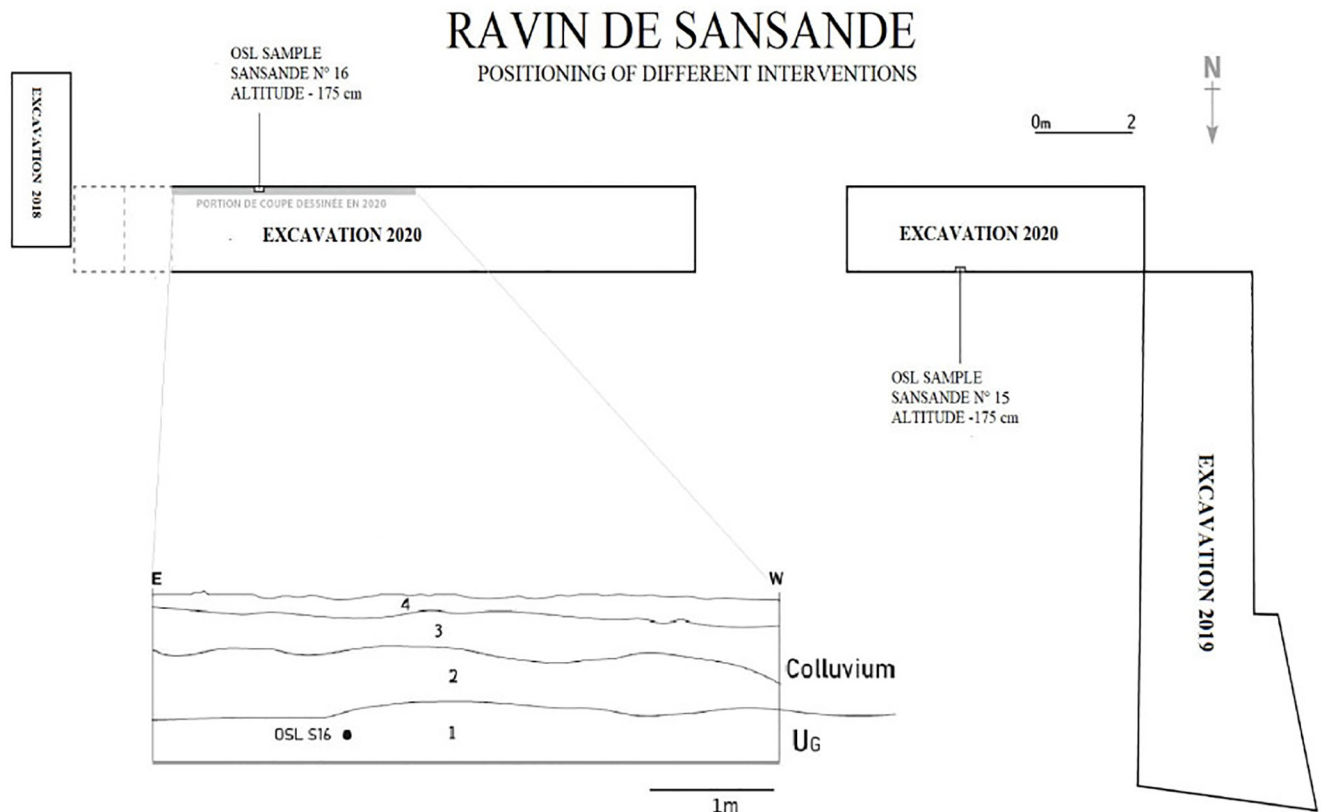 RAVIN DE SANSANDE
POSITIONING OF DIFFERENT INTERVENTIONS
OSL SAMPLE
SANSANDE N° 16
ALTITUDE - 175 cm
N
0m 2
EXCAVATION 2018
PORTION DE COUPE DESSINÉE EN 2020
EXCAVATION 2020
EXCAVATION 2020
OSL SAMPLE
SANSANDE N° 15
ALTITUDE -175 cm
EXCAVATION 2019
E
W
4
3
2
Colluvium
OSL S16
1
UG
1m